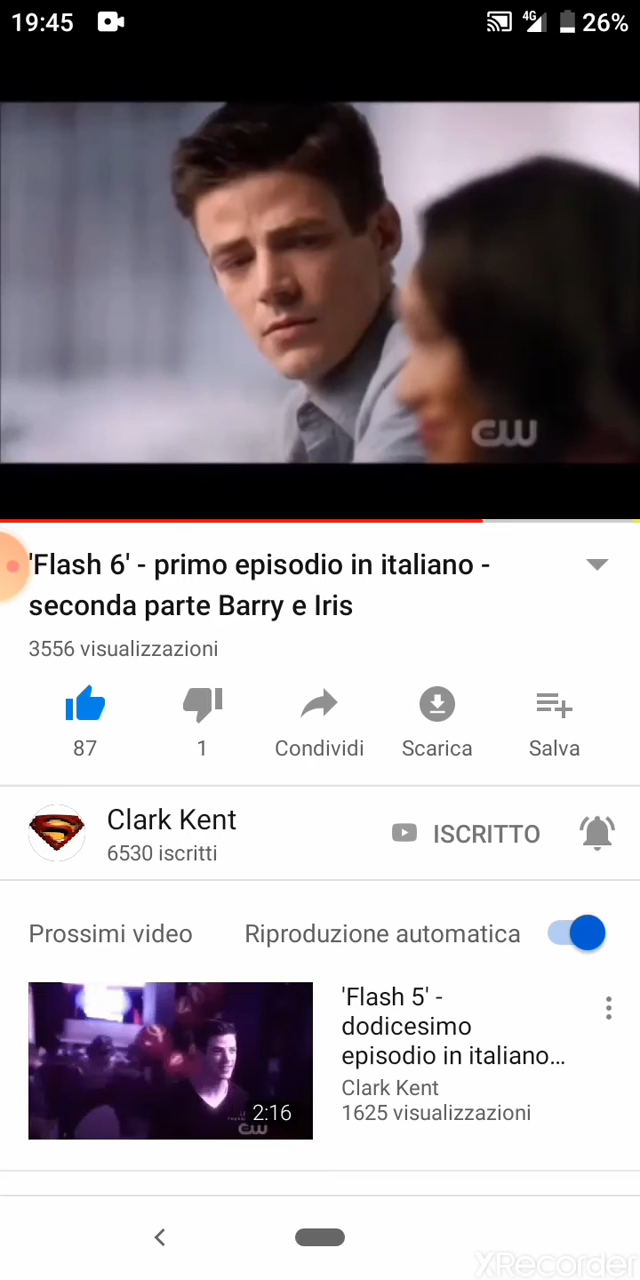 19:45
4G
26%
CW
'Flash 6' - primo episodio in italiano -
seconda parte Barry e Iris
3556 visualizzazioni
87
1
Condividi
Scarica
Salva
Clark Kent
6530 iscritti
ISCRITTO
Prossimi video
Riproduzione automatica
'Flash 5' -
dodicesimo
episodio in italiano...
Clark Kent
1625 visualizzazioni
2:16
CW
XRecorder